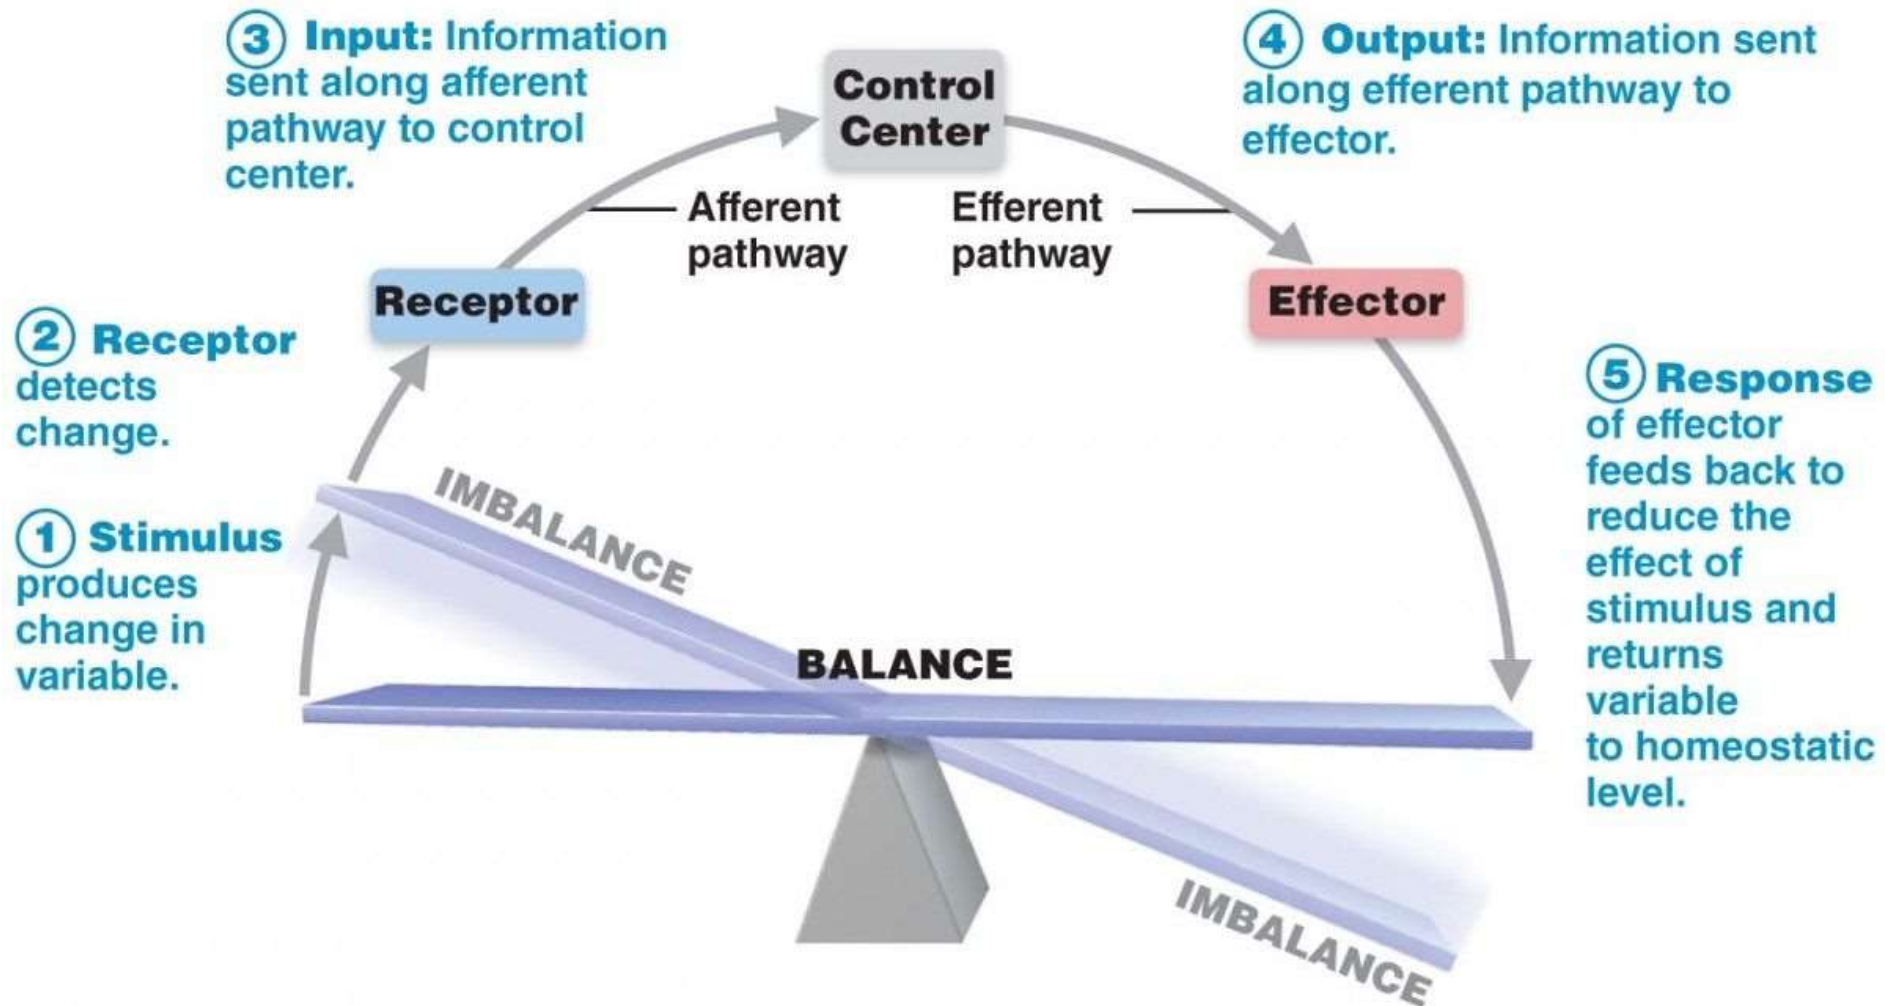 ① Stimulus
produces
change in
variable.
② Receptor
detects
change.
③ Input: Information
sent along afferent
pathway to control
center.
④ Output: Information sent
along efferent pathway to
effector.
⑤ Response
of effector
feeds back to
reduce the
effect of
stimulus and
returns
variable
to homeostatic
level.
Receptor
Afferent
pathway
Control
Center
Efferent
pathway
Effector
IMBALANCE
BALANCE
IMBALANCE